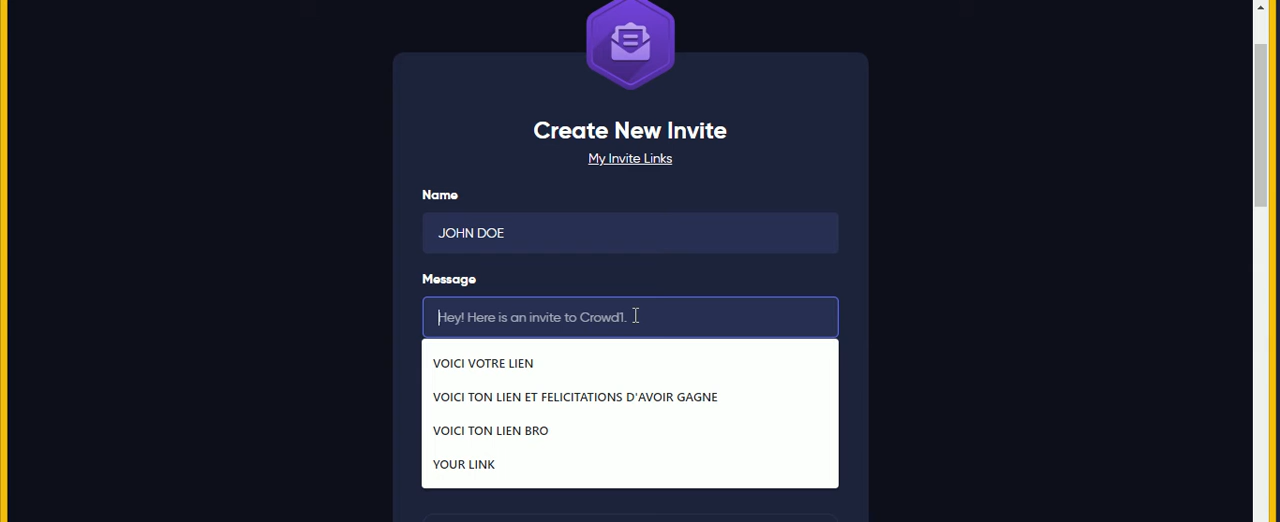 Create New Invite
My Invite Links
Name
JOHN DOE
Message
Hey! Here is an invite to Crowd1.
VOICI VOTRE LIEN
VOICI TON LIEN ET FELICITATIONS D'AVOIR GAGNE
VOICI TON LIEN BRO
YOUR LINK